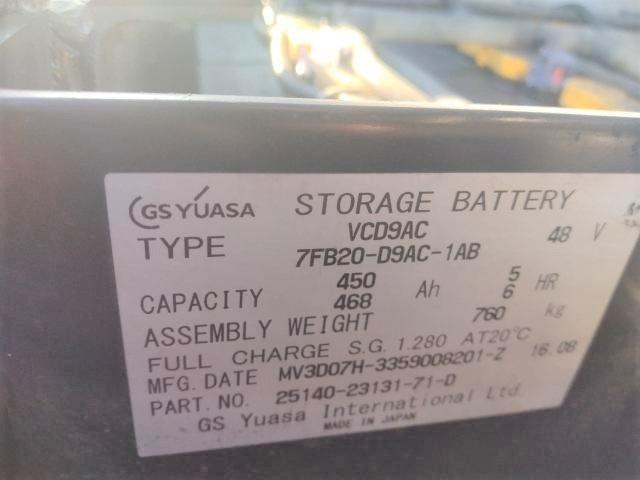 GS YUASA STORAGE BATTERY
TYPE VCD9AC 48 V
7FB20-D9AC-1AB
CAPACITY 450 Ah 5 HR
468 6
ASSEMBLY WEIGHT 760 kg
FULL CHARGE S.G. 1.280 AT20℃
MFG. DATE MV3D07H-3359008201-Z 16.08
PART. NO. 25140-23131-71-D
GS Yuasa International Ltd.
MADE IN JAPAN